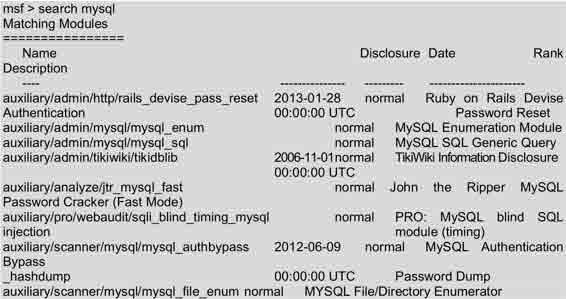 msf > search mysql
Matching Modules
================
Name Disclosure Date Rank
Description
---- --------------- --------- ----------------------
auxiliary/admin/http/rails_devise_pass_reset 2013-01-28 normal Ruby on Rails Devise
Authentication 00:00:00 UTC Password Reset
auxiliary/admin/mysql/mysql_enum normal MySQL Enumeration Module
auxiliary/admin/mysql/mysql_sql normal MySQL SQL Generic Query
auxiliary/admin/tikiwiki/tikidblib 2006-11-01normal TikiWiki Information Disclosure
00:00:00 UTC
auxiliary/analyze/jtr_mysql_fast normal John the Ripper MySQL
Password Cracker (Fast Mode)
auxiliary/pro/webaudit/sqli_blind_timing_mysql normal PRO: MySQL blind SQL
injection module (timing)
auxiliary/scanner/mysql/mysql_authbypass 2012-06-09 normal MySQL Authentication
Bypass
_hashdump 00:00:00 UTC Password Dump
auxiliary/scanner/mysql/mysql_file_enum normal MYSQL File/Directory Enumerator